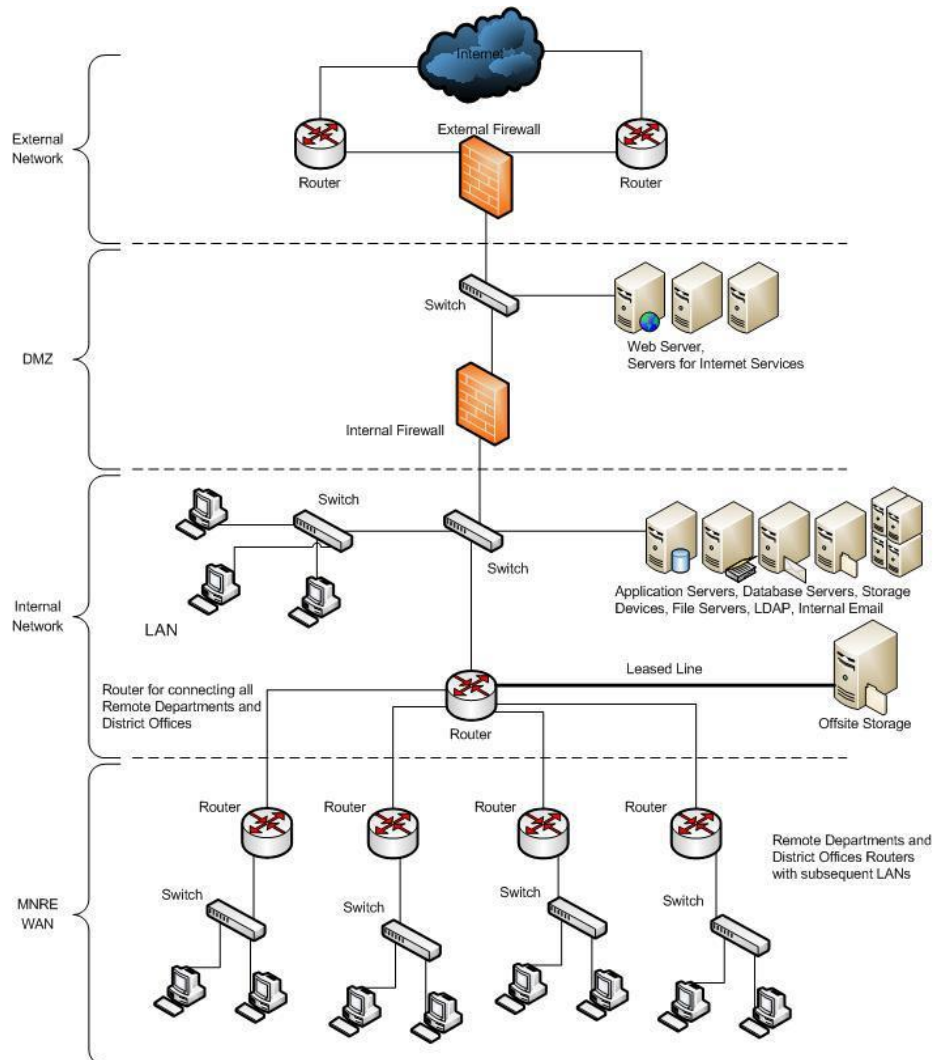 Internet
External Firewall
External
Network
Router
Router
Switch
Web Server,
Servers for Internet Services
DMZ
Internal Firewall
Switch
Switch
Application Servers, Database Servers, Storage
Devices, File Servers, LDAP, Internal Email
Internal
Network
LAN
Leased Line
Router for connecting all
Remote Departments and
District Offices
Router
Offsite Storage
Router
Router
Router
Router
Remote Departments and
District Offices Routers
with subsequent LANs
MNRE
WAN
Switch
Switch
Switch
Switch